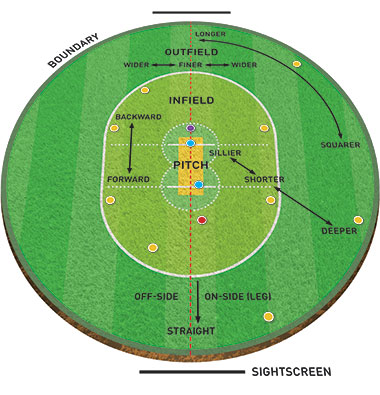 LONGER
BOUNDARY
OUTFIELD
WIDER FINER WIDER
INFIELD
BACKWARD
SQUARER
SILLIER
PITCH
FORWARD SHORTER
DEEPER
OFF-SIDE ON-SIDE (LEG)
STRAIGHT
SIGHTSCREEN